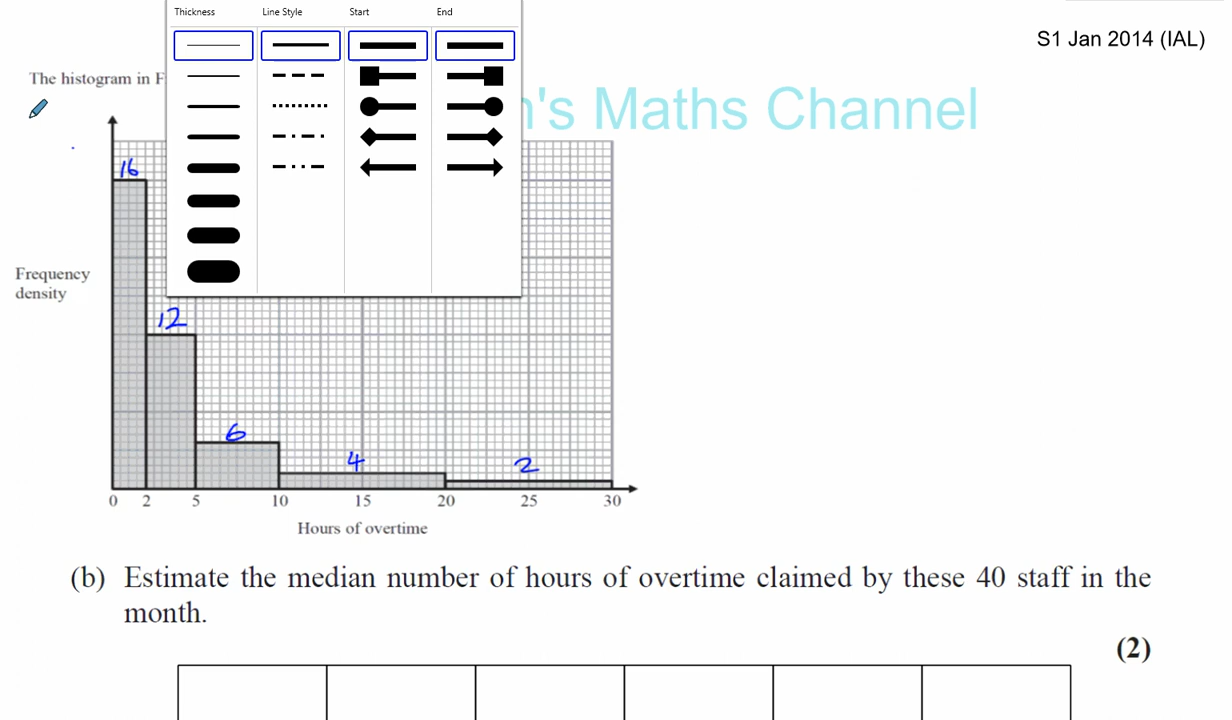 Thickness Line Style Start End
S1 Jan 2014 (IAL)
The histogram in F
n's Maths Channel
16
12
Frequency
density
6
4
2
0 2 5 10 15 20 25 30
Hours of overtime
(b) Estimate the median number of hours of overtime claimed by these 40 staff in the
month.
(2)